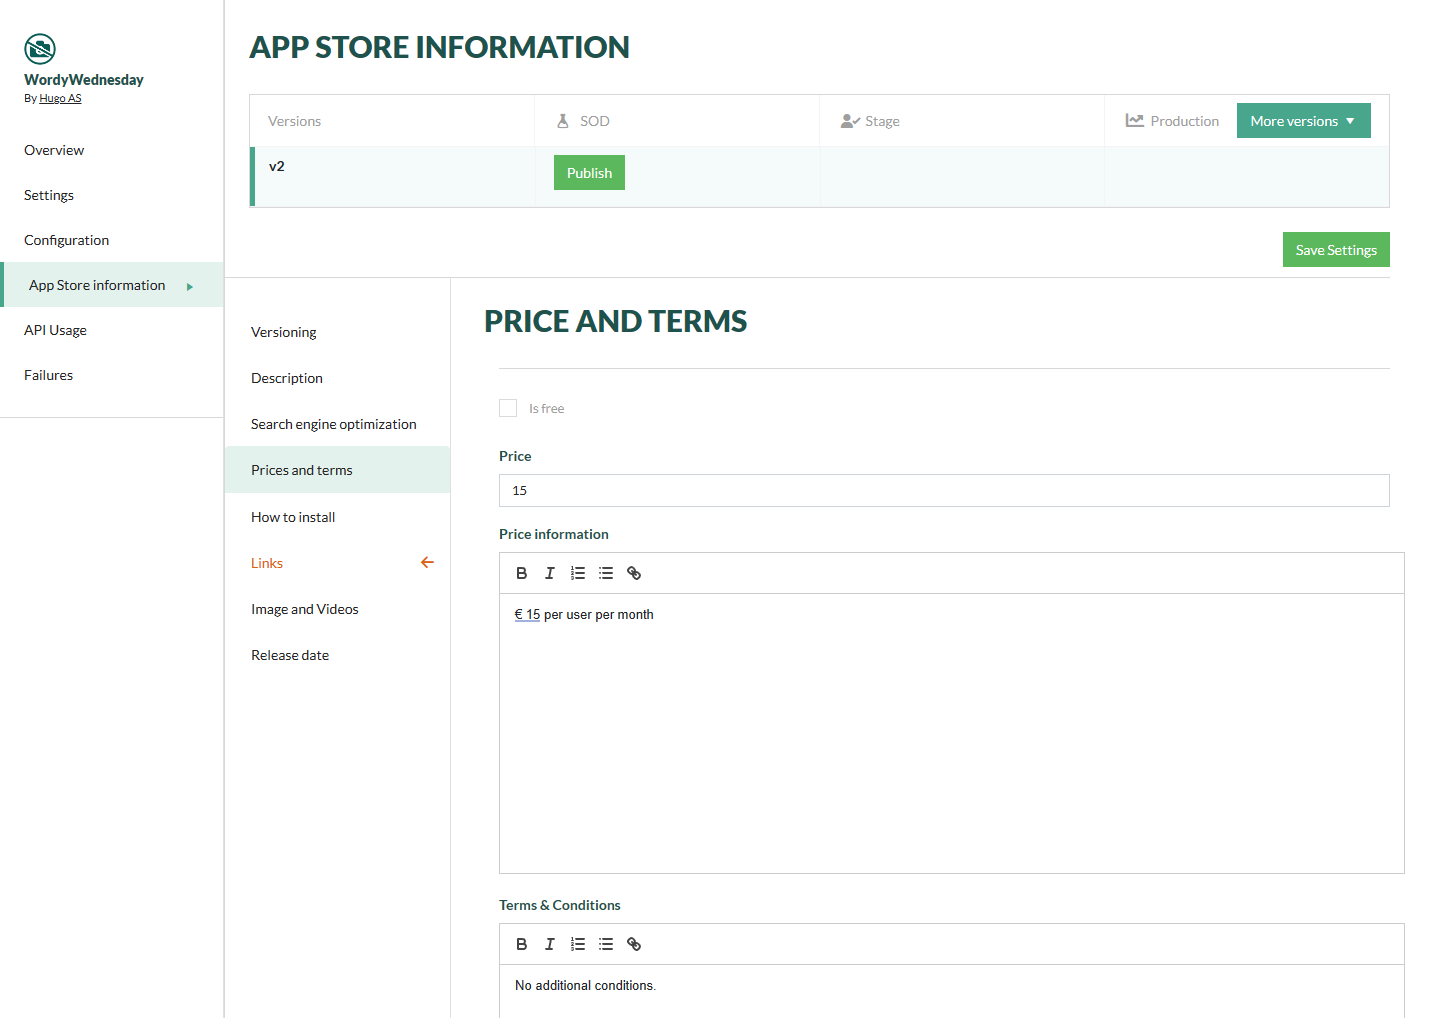 WordyWednesday
By Hugo AS
Overview
Settings
Configuration
App Store information
API Usage
Failures
APP STORE INFORMATION
Versions SOD Stage Production More versions
v2 Publish
Save Settings
Versioning
Description
Search engine optimization
Prices and terms
How to install
Links
Image and Videos
Release date
PRICE AND TERMS
Is free
Price
15
Price information
€ 15 per user per month
Terms & Conditions
No additional conditions.